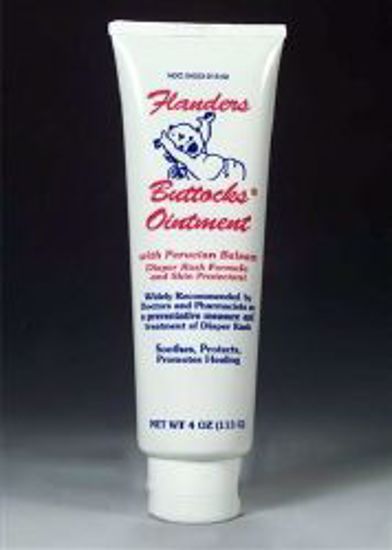 Flanders
Buttocks®
Ointment
with Peruvian Balsam
Diaper Rash Formula
and Skin Protectant
Widely Recommended by
Doctors and Pharmacists as
a preventative measure and
treatment of Diaper Rash
Soothes, Protects,
Promotes Healing
NET WT 4 OZ (113 G)